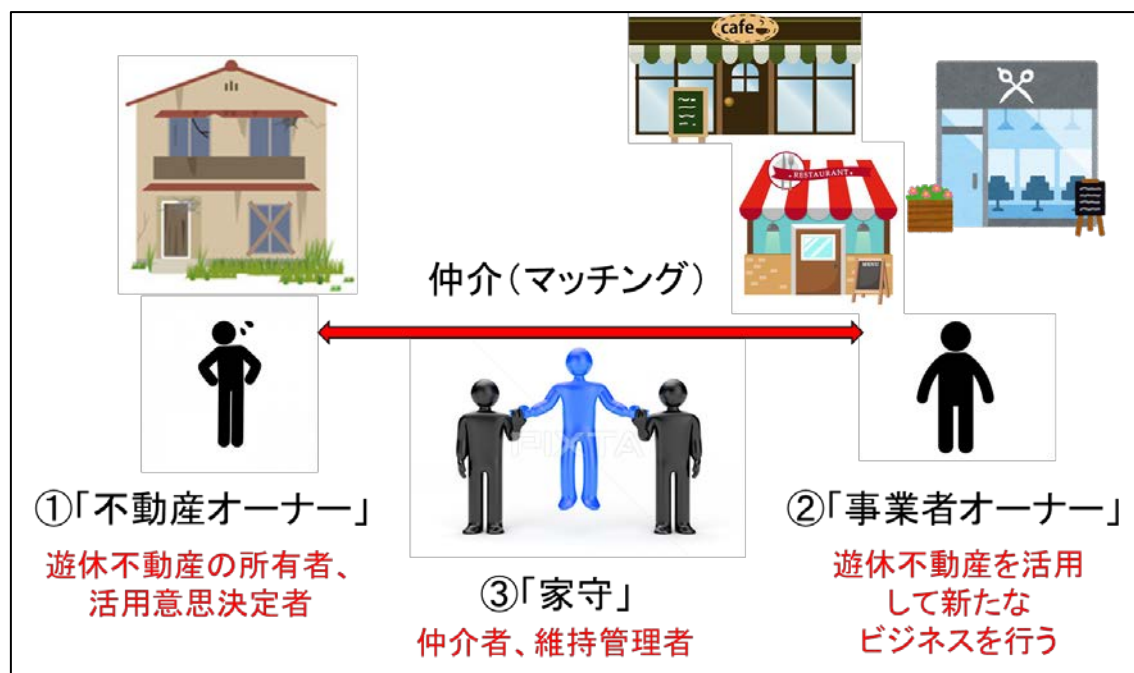 cafe
RESTAURANT
MENU
仲介（マッチング）
PIXTA
①「不動産オーナー」
遊休不動産の所有者、
活用意思決定者
③「家守」
仲介者、維持管理者
②「事業者オーナー」
遊休不動産を活用
して新たな
ビジネスを行う